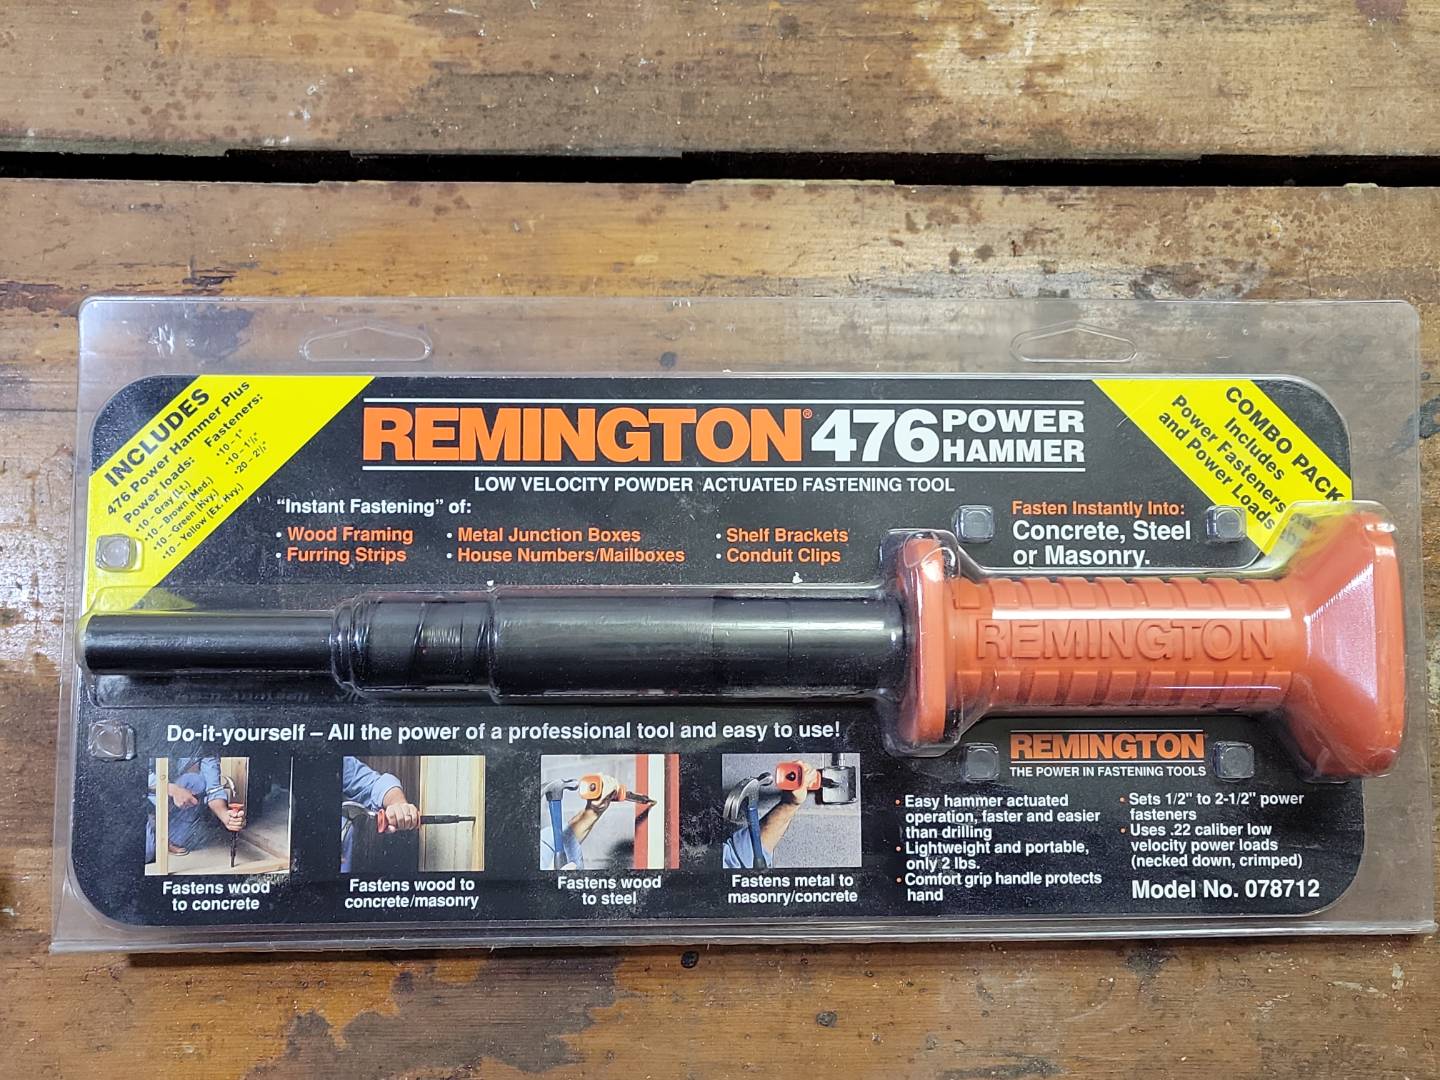 INCLUDES
476 Power Hammer Plus
Power loads:
•10 – Gray (Lt.)
•10 – Brown (Med.)
•10 – Green (Hvy.)
•10 – Yellow (Ex. Hvy.)
Fasteners:
•10 – 1"
•10 – 1½"
•20 – 2½"
REMINGTON® 476 POWER HAMMER
LOW VELOCITY POWDER ACTUATED FASTENING TOOL
COMBO PACK
Includes
Power Fasteners
and Power Loads
"Instant Fastening" of:
• Wood Framing
• Furring Strips
• Metal Junction Boxes
• House Numbers/Mailboxes
• Shelf Brackets
• Conduit Clips
Fasten Instantly Into:
Concrete, Steel
or Masonry.
REMINGTON
Do-it-yourself – All the power of a professional tool and easy to use!
Fastens wood
to concrete
Fastens wood to
concrete/masonry
Fastens wood
to steel
Fastens metal to
masonry/concrete
REMINGTON®
THE POWER IN FASTENING TOOLS
• Easy hammer actuated
operation, faster and easier
than drilling
• Lightweight and portable,
only 2 lbs.
• Comfort grip handle protects
hand
• Sets 1/2" to 2-1/2" power
fasteners
• Uses .22 caliber low
velocity power loads
(necked down, crimped)
Model No. 078712